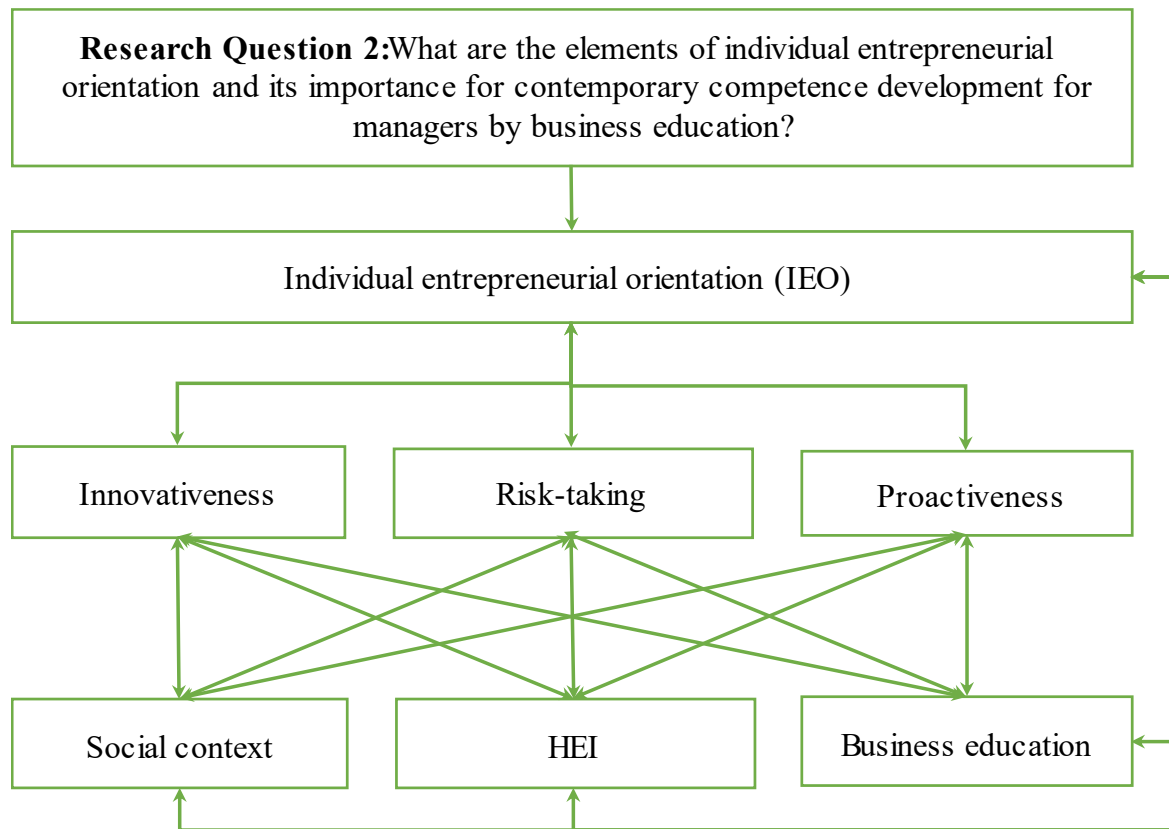 Research Question 2:What are the elements of individual entrepreneurial
orientation and its importance for contemporary competence development for
managers by business education?
Individual entrepreneurial orientation (IEO)
Innovativeness
Risk-taking
Proactiveness
Social context
HEI
Business education